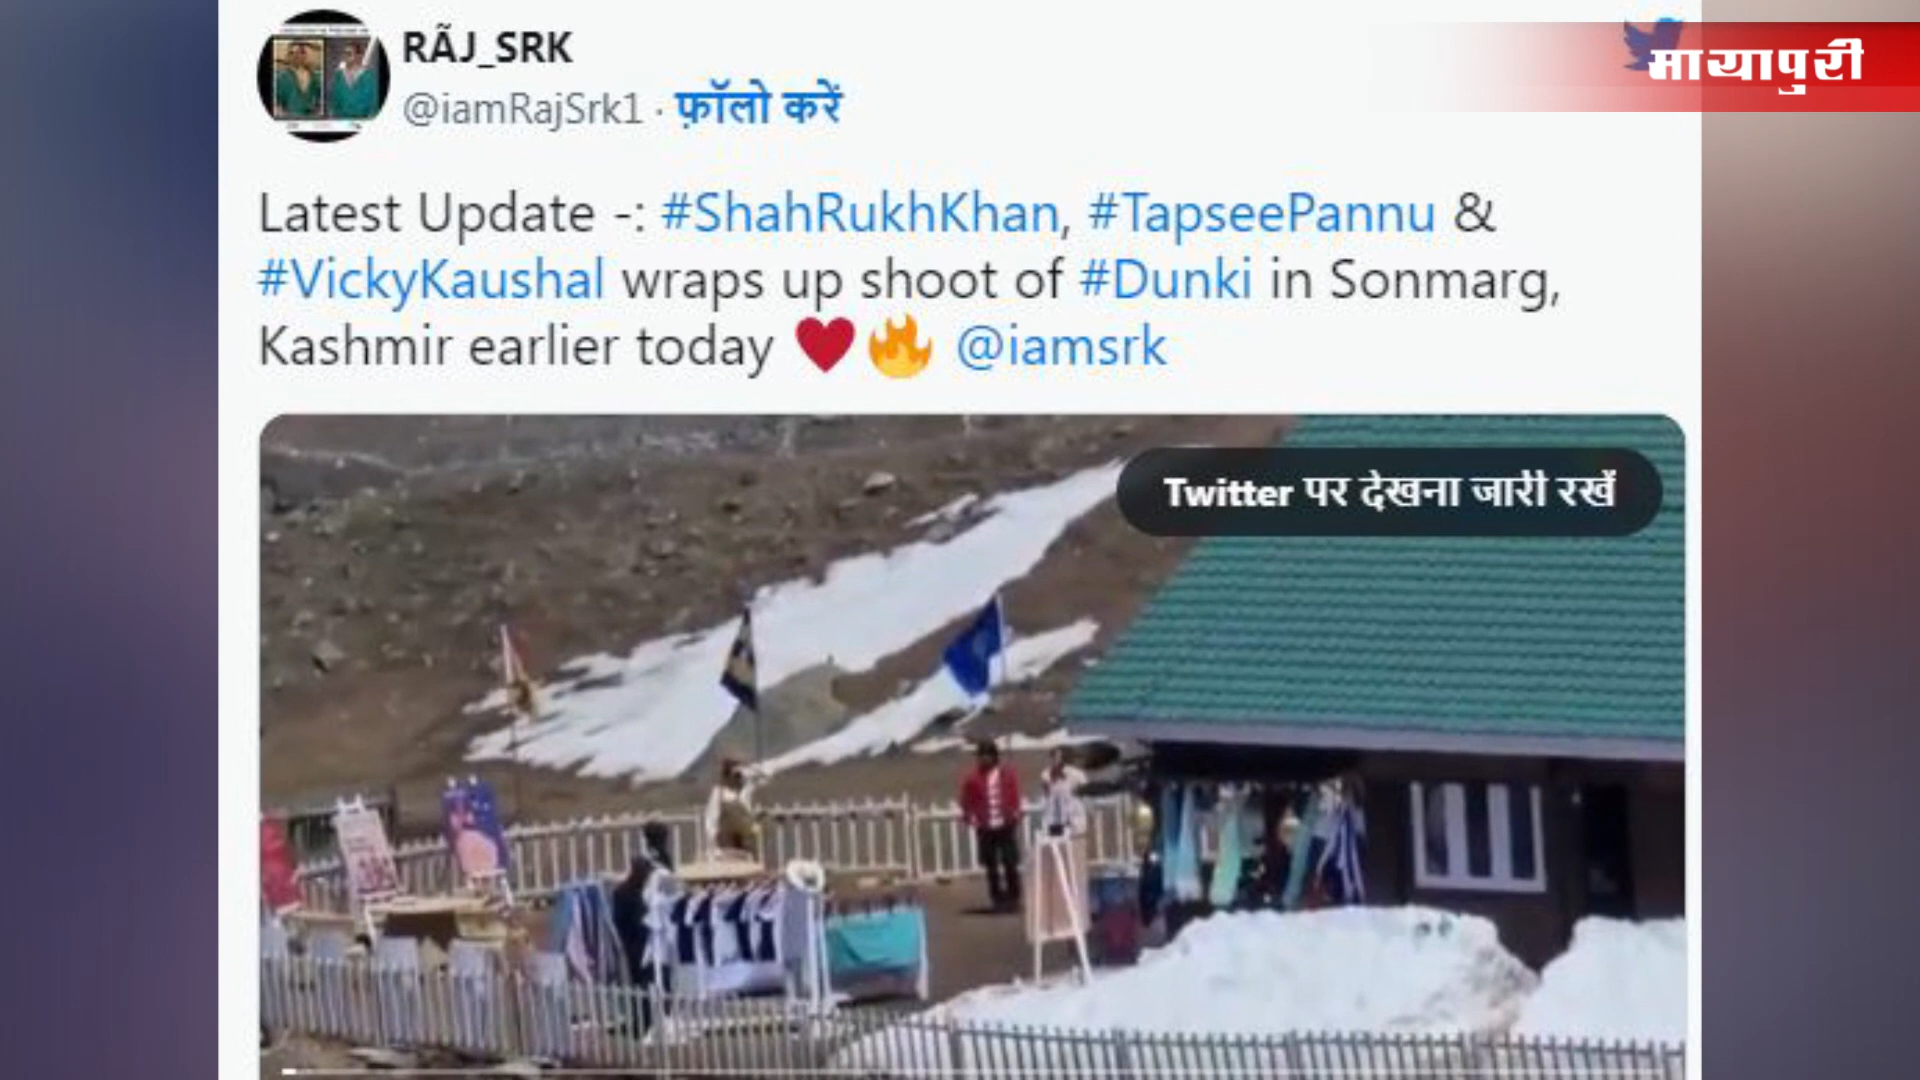 RÃJ_SRK
@iamRajSrk1 · फ़ॉलो करें
मायापुरी
Latest Update -: #ShahRukhKhan, #TapseePannu &
#VickyKaushal wraps up shoot of #Dunki in Sonmarg,
Kashmir earlier today ❤️🔥 @iamsrk
Twitter पर देखना जारी रखें